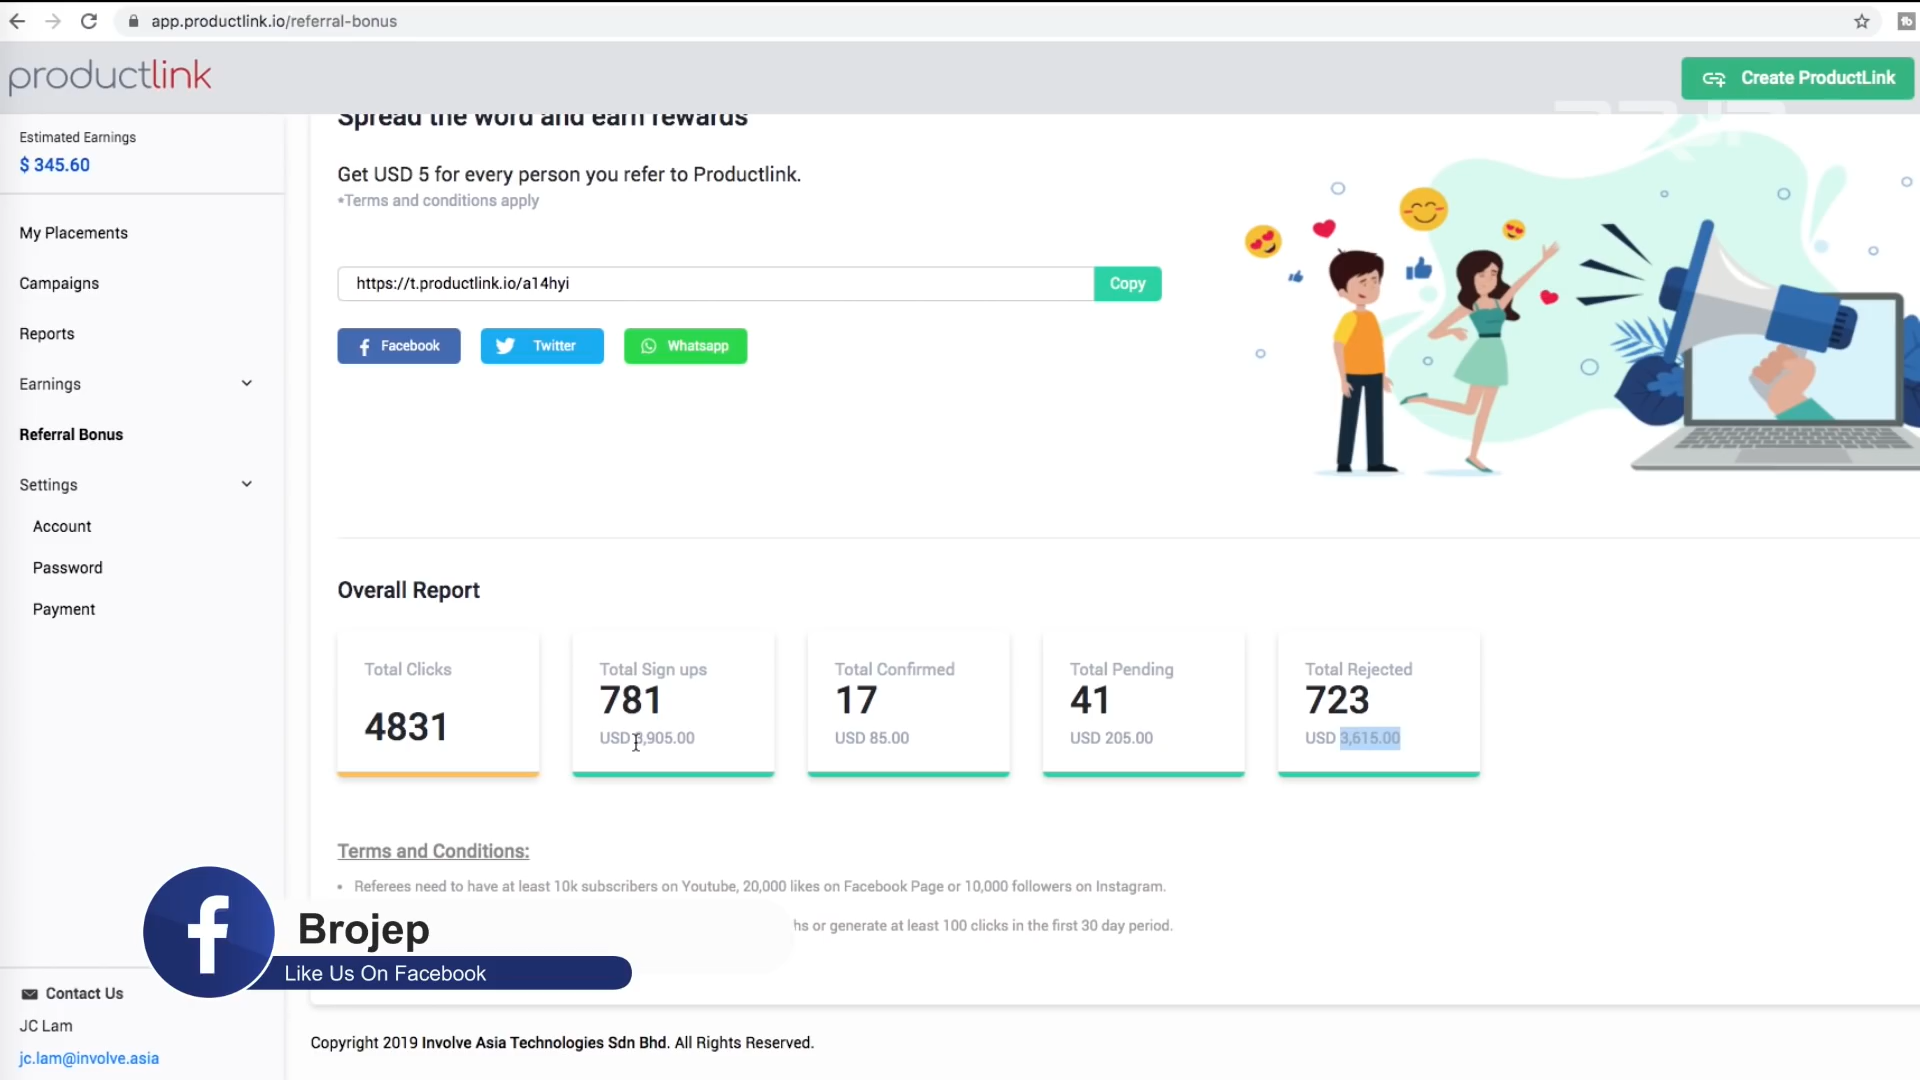 app.productlink.io/referral-bonus
productlink
Create ProductLink
Estimated Earnings
$ 345.60
My Placements
Campaigns
Reports
Earnings
Referral Bonus
Settings
Account
Password
Payment
Contact Us
JC Lam
jc.lam@involve.asia
Spread the word and earn rewards
Get USD 5 for every person you refer to Productlink.
*Terms and conditions apply
https://t.productlink.io/a14hyi
Copy
Facebook
Twitter
Whatsapp
Overall Report
Total Clicks
4831
Total Sign ups
781
USD 3,905.00
Total Confirmed
17
USD 85.00
Total Pending
41
USD 205.00
Total Rejected
723
USD 3,615.00
Terms and Conditions:
• Referees need to have at least 10k subscribers on Youtube, 20,000 likes on Facebook Page or 10,000 followers on Instagram.
or generate at least 100 clicks in the first 30 day period.
Brojep
Like Us On Facebook
Copyright 2019 Involve Asia Technologies Sdn Bhd. All Rights Reserved.